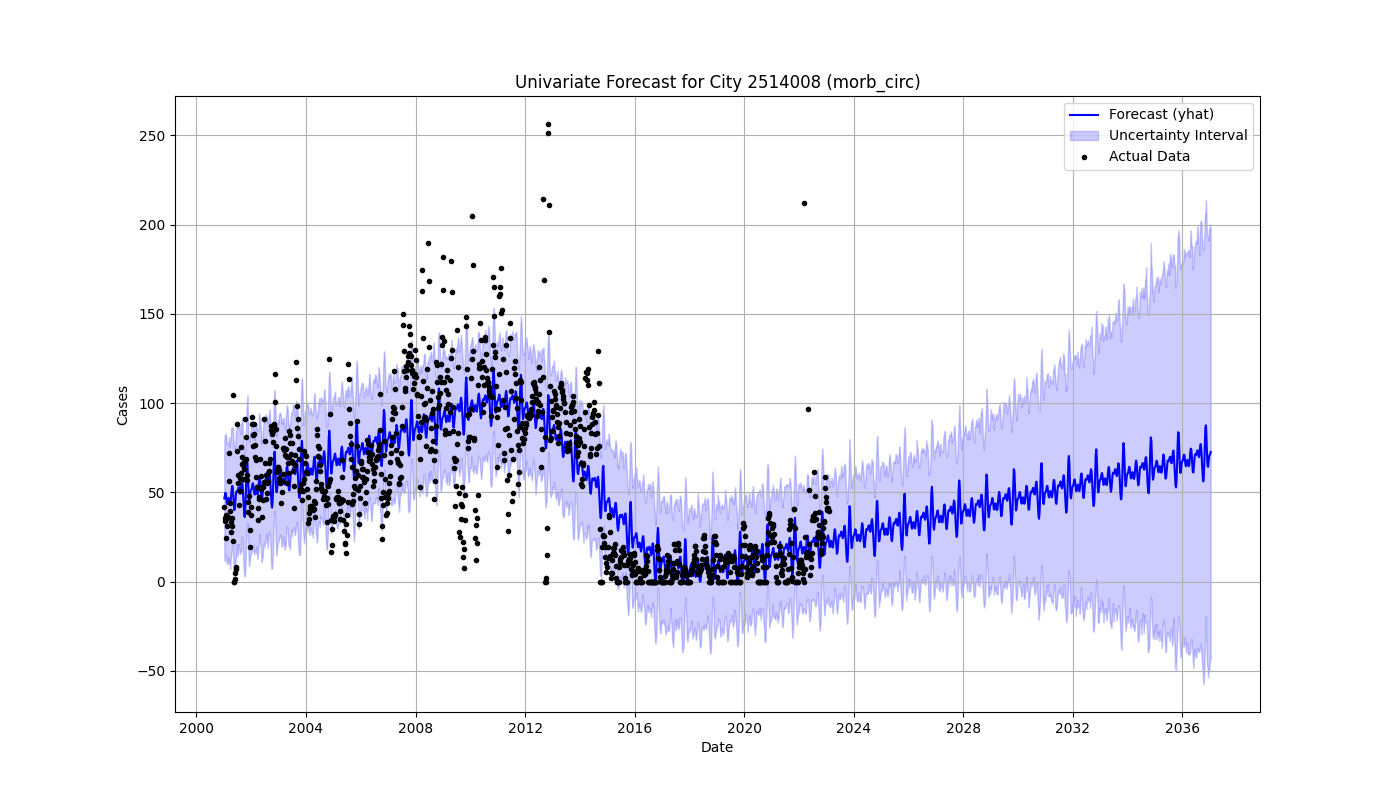 Univariate Forecast for City 2514008 (morb_circ)
Forecast (yhat)
Uncertainty Interval
Actual Data
Cases
250
200
150
100
50
0
−50
2000 2004 2008 2012 2016 2020 2024 2028 2032 2036
Date